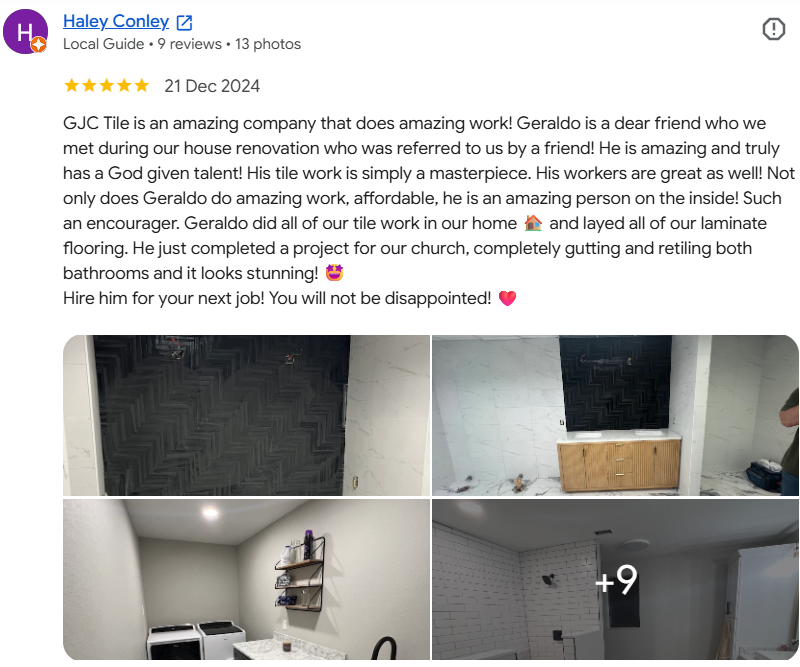 H
Haley Conley
Local Guide • 9 reviews • 13 photos
21 Dec 2024
GJC Tile is an amazing company that does amazing work! Geraldo is a dear friend who we
met during our house renovation who was referred to us by a friend! He is amazing and truly
has a God given talent! His tile work is simply a masterpiece. His workers are great as well! Not
only does Geraldo do amazing work, affordable, he is an amazing person on the inside! Such
an encourager. Geraldo did all of our tile work in our home 🏠 and layed all of our laminate
flooring. He just completed a project for our church, completely gutting and retiling both
bathrooms and it looks stunning! 🤩
Hire him for your next job! You will not be disappointed! ❤️
+9